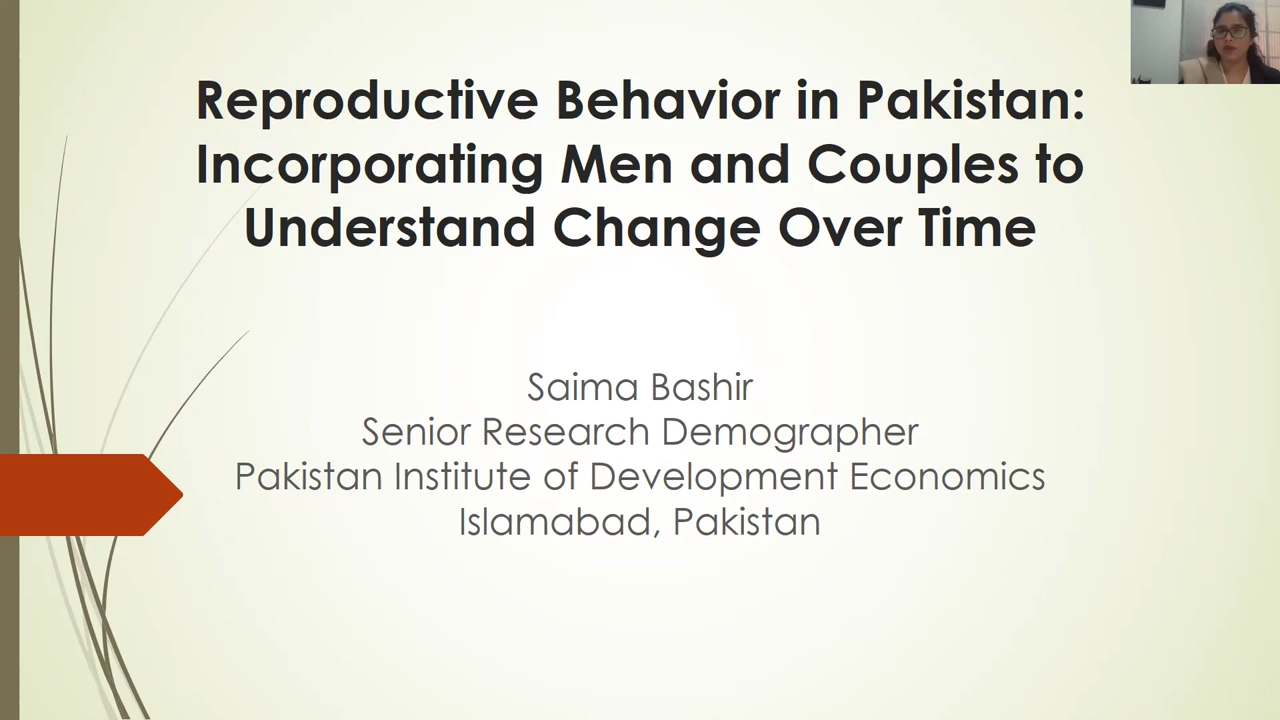 Reproductive Behavior in Pakistan:
Incorporating Men and Couples to
Understand Change Over Time
Saima Bashir
Senior Research Demographer
Pakistan Institute of Development Economics
Islamabad, Pakistan